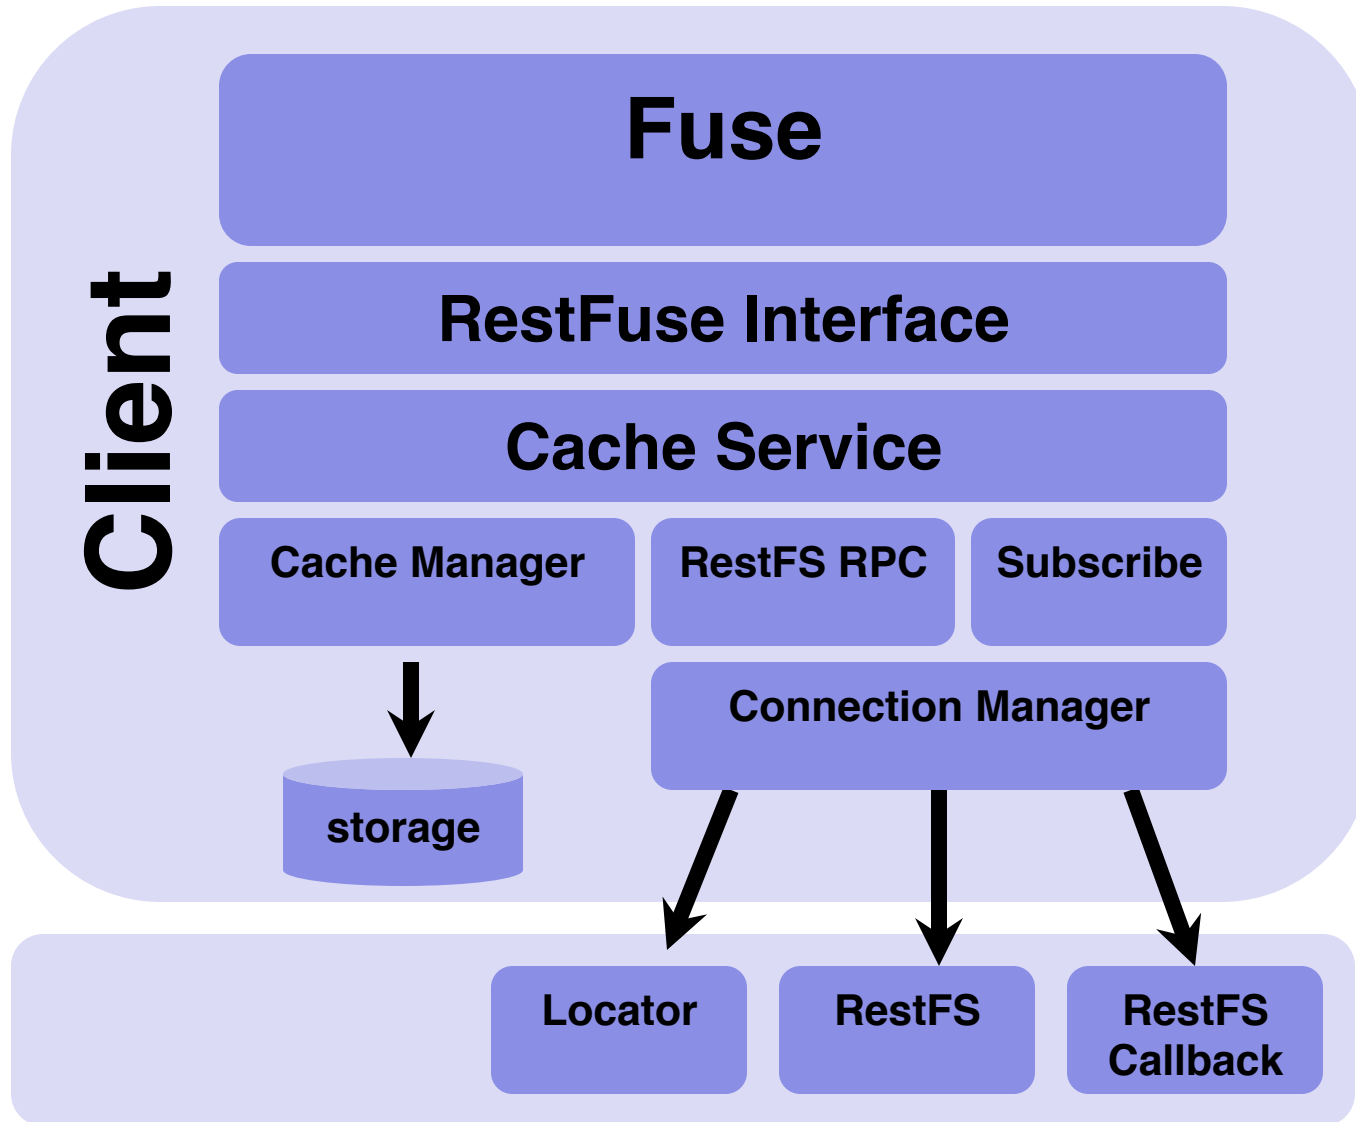 Client
Fuse
RestFuse Interface
Cache Service
Cache Manager
RestFS RPC
Subscribe
Connection Manager
storage
Locator
RestFS
RestFS
Callback